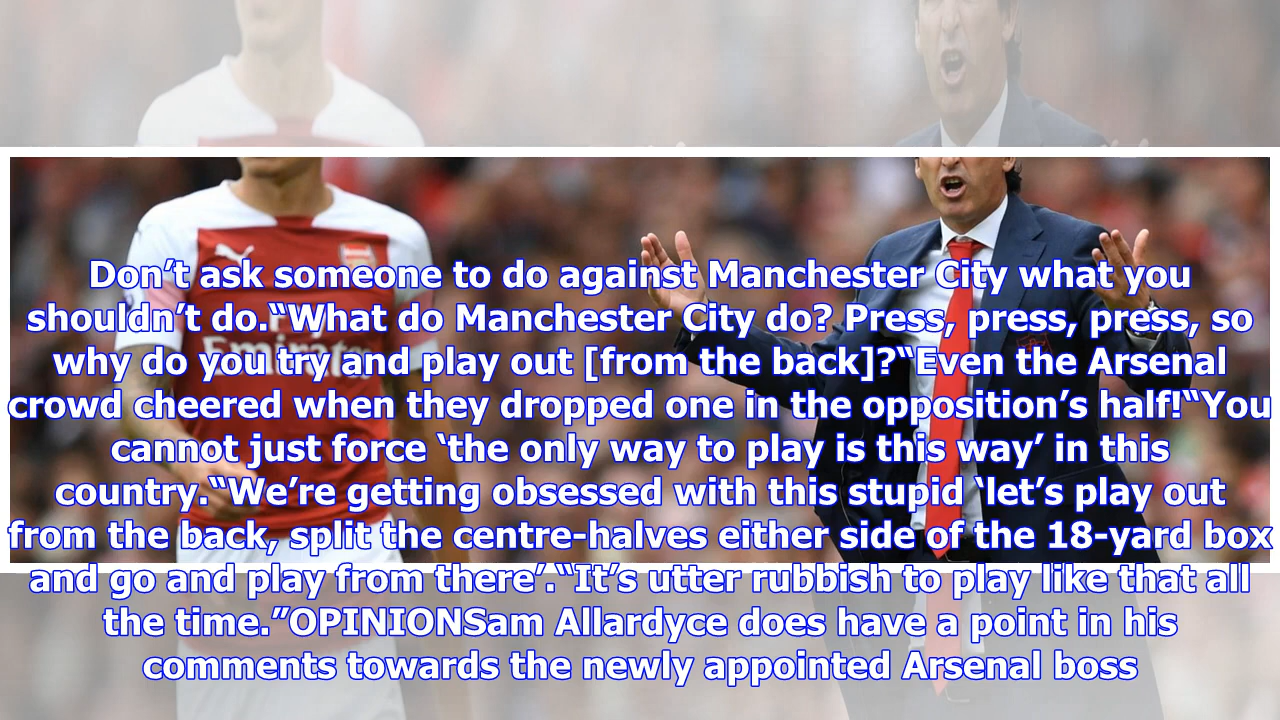 Don’t ask someone to do against Manchester City what you
shouldn’t do.“What do Manchester City do? Press, press, press, so
why do you try and play out [from the back]?“Even the Arsenal
crowd cheered when they dropped one in the opposition’s half!“You
cannot just force ‘the only way to play is this way’ in this
country.“We’re getting obsessed with this stupid ‘let’s play out
from the back, split the centre-halves either side of the 18-yard box
and go and play from there’.“It’s utter rubbish to play like that all
the time.”OPINIONSam Allardyce does have a point in his
comments towards the newly appointed Arsenal boss
Emirates